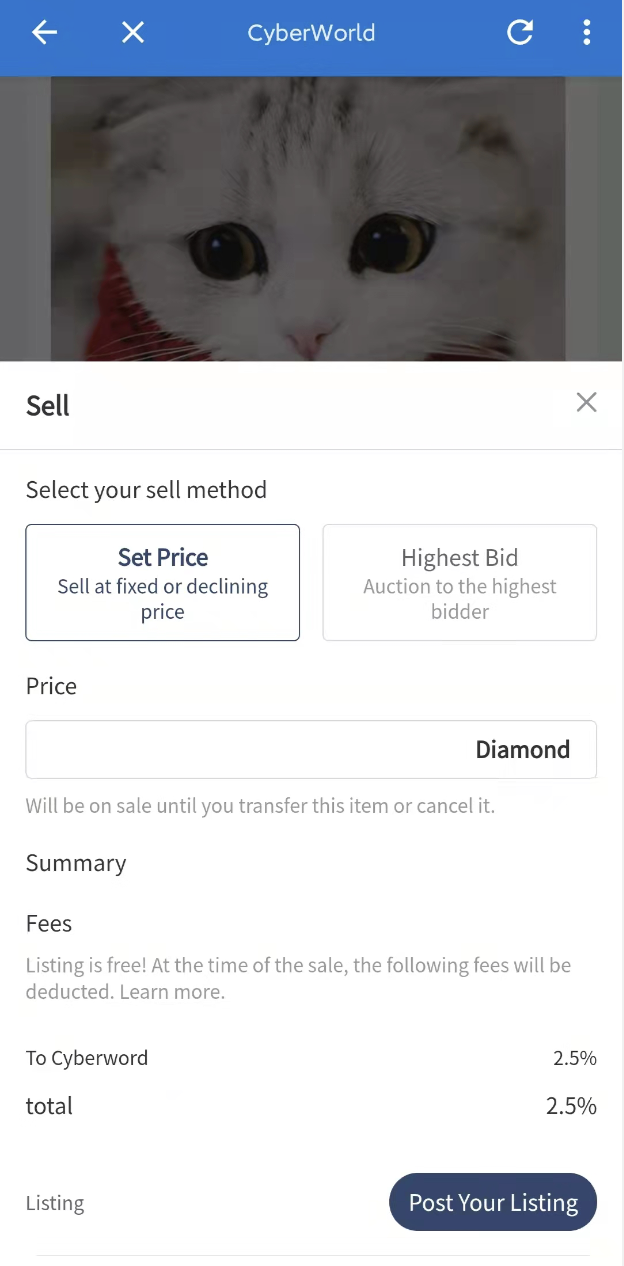 CyberWorld
Sell
Select your sell method
Set Price
Sell at fixed or declining
price
Highest Bid
Auction to the highest
bidder
Price
Diamond
Will be on sale until you transfer this item or cancel it.
Summary
Fees
Listing is free! At the time of the sale, the following fees will be
deducted. Learn more.
To Cyberword 2.5%
total 2.5%
Listing Post Your Listing